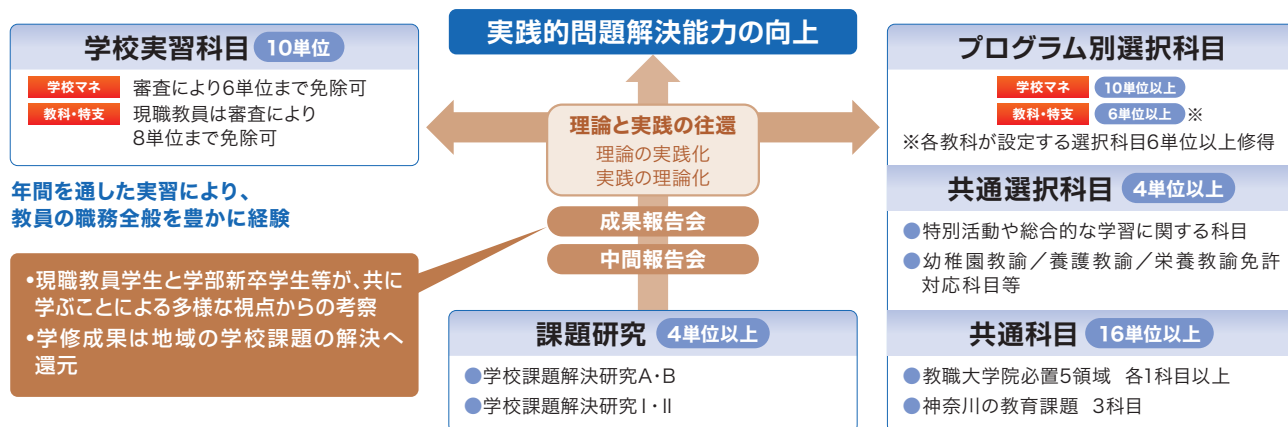 実践的問題解決能力の向上
学校実習科目 10単位
学校マネ 審査により6単位まで免除可
教科・特支 現職教員は審査により
8単位まで免除可
年間を通した実習により、
教員の職務全般を豊かに経験
•現職教員学生と学部新卒学生等が、共に
学ぶことによる多様な視点からの考察
•学修成果は地域の学校課題の解決へ
還元
理論と実践の往還
理論の実践化
実践の理論化
成果報告会
中間報告会
課題研究 4単位以上
●学校課題解決研究A・B
●学校課題解決研究Ⅰ・Ⅱ
プログラム別選択科目
学校マネ 10単位以上
教科・特支 6単位以上 ※
※各教科が設定する選択科目6単位以上修得
共通選択科目 4単位以上
●特別活動や総合的な学習に関する科目
●幼稚園教諭／養護教諭／栄養教諭免許
対応科目等
共通科目 16単位以上
●教職大学院必置5領域 各1科目以上
●神奈川の教育課題 3科目